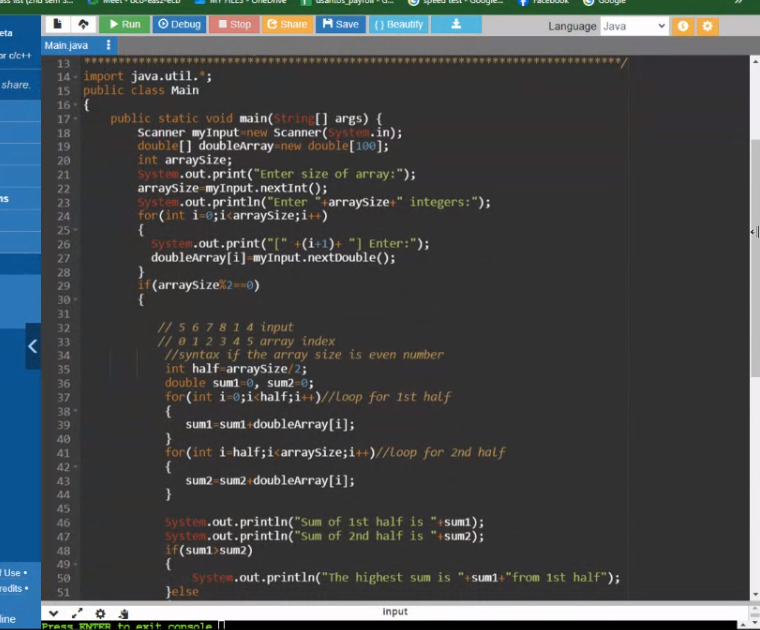 Meet - dcb-easz-ecb MY FILES - OneDrive dsantos_payroll - G... speed test - Google... Facebook Google
Run Debug Stop Share Save { } Beautify Language Java
Main.java
eta
or c/c++
share.
ns
f Use •
redits •
line
13 ******************************************************************************/
14 import java.util.*;
15 public class Main
16 {
17 public static void main(String[] args) {
18 Scanner myInput=new Scanner(System.in);
19 double[] doubleArray=new double[100];
20 int arraySize;
21 System.out.print("Enter size of array:");
22 arraySize=myInput.nextInt();
23 System.out.println("Enter "+arraySize+" integers:");
24 for(int i=0;i<arraySize;i++)
25 {
26 System.out.print("[" +(i+1)+ "] Enter:");
27 doubleArray[i]=myInput.nextDouble();
28 }
29 if(arraySize%2==0)
30 {
31
32 // 5 6 7 8 1 4 input
33 // 0 1 2 3 4 5 array index
34 //syntax if the array size is even number
35 int half=arraySize/2;
36 double sum1=0, sum2=0;
37 for(int i=0;i<half;i++)//loop for 1st half
38 {
39 sum1=sum1+doubleArray[i];
40 }
41 for(int i=half;i<arraySize;i++)//loop for 2nd half
42 {
43 sum2=sum2+doubleArray[i];
44 }
45
46 System.out.println("Sum of 1st half is "+sum1);
47 System.out.println("Sum of 2nd half is "+sum2);
48 if(sum1>sum2)
49 {
50 System.out.println("The highest sum is "+sum1+"from 1st half");
51 }else
input
Press ENTER to exit console.